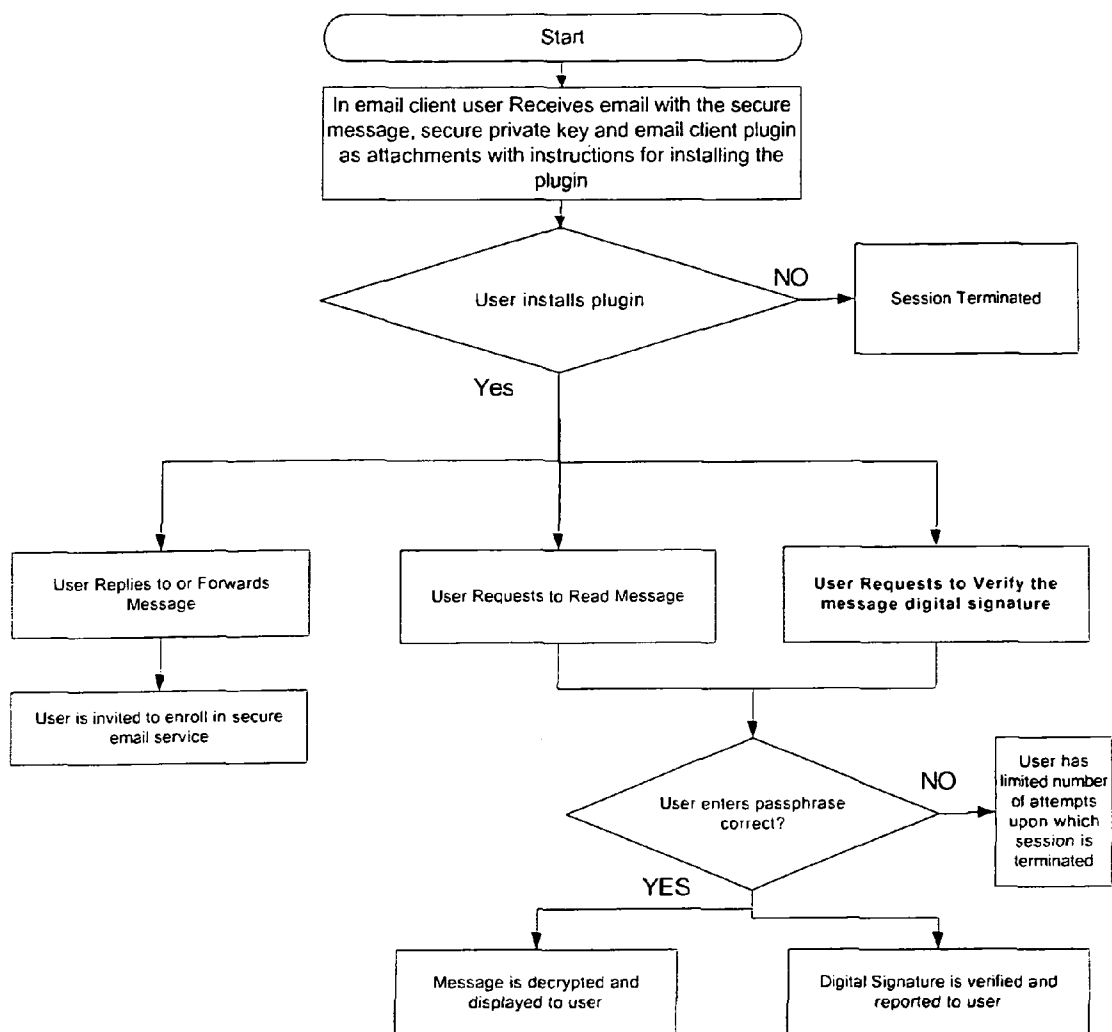 Start
In email client user Receives email with the secure
message, secure private key and email client plugin
as attachments with instructions for installing the
plugin
User installs plugin
NO
Session Terminated
Yes
User Replies to or Forwards
Message
User Requests to Read Message
User Requests to Verify the
message digital signature
User is invited to enroll in secure
email service
User enters passphrase
correct?
NO
User has
limited number
of attempts
upon which
session is
terminated
YES
Message is decrypted and
displayed to user
Digital Signature is verified and
reported to user